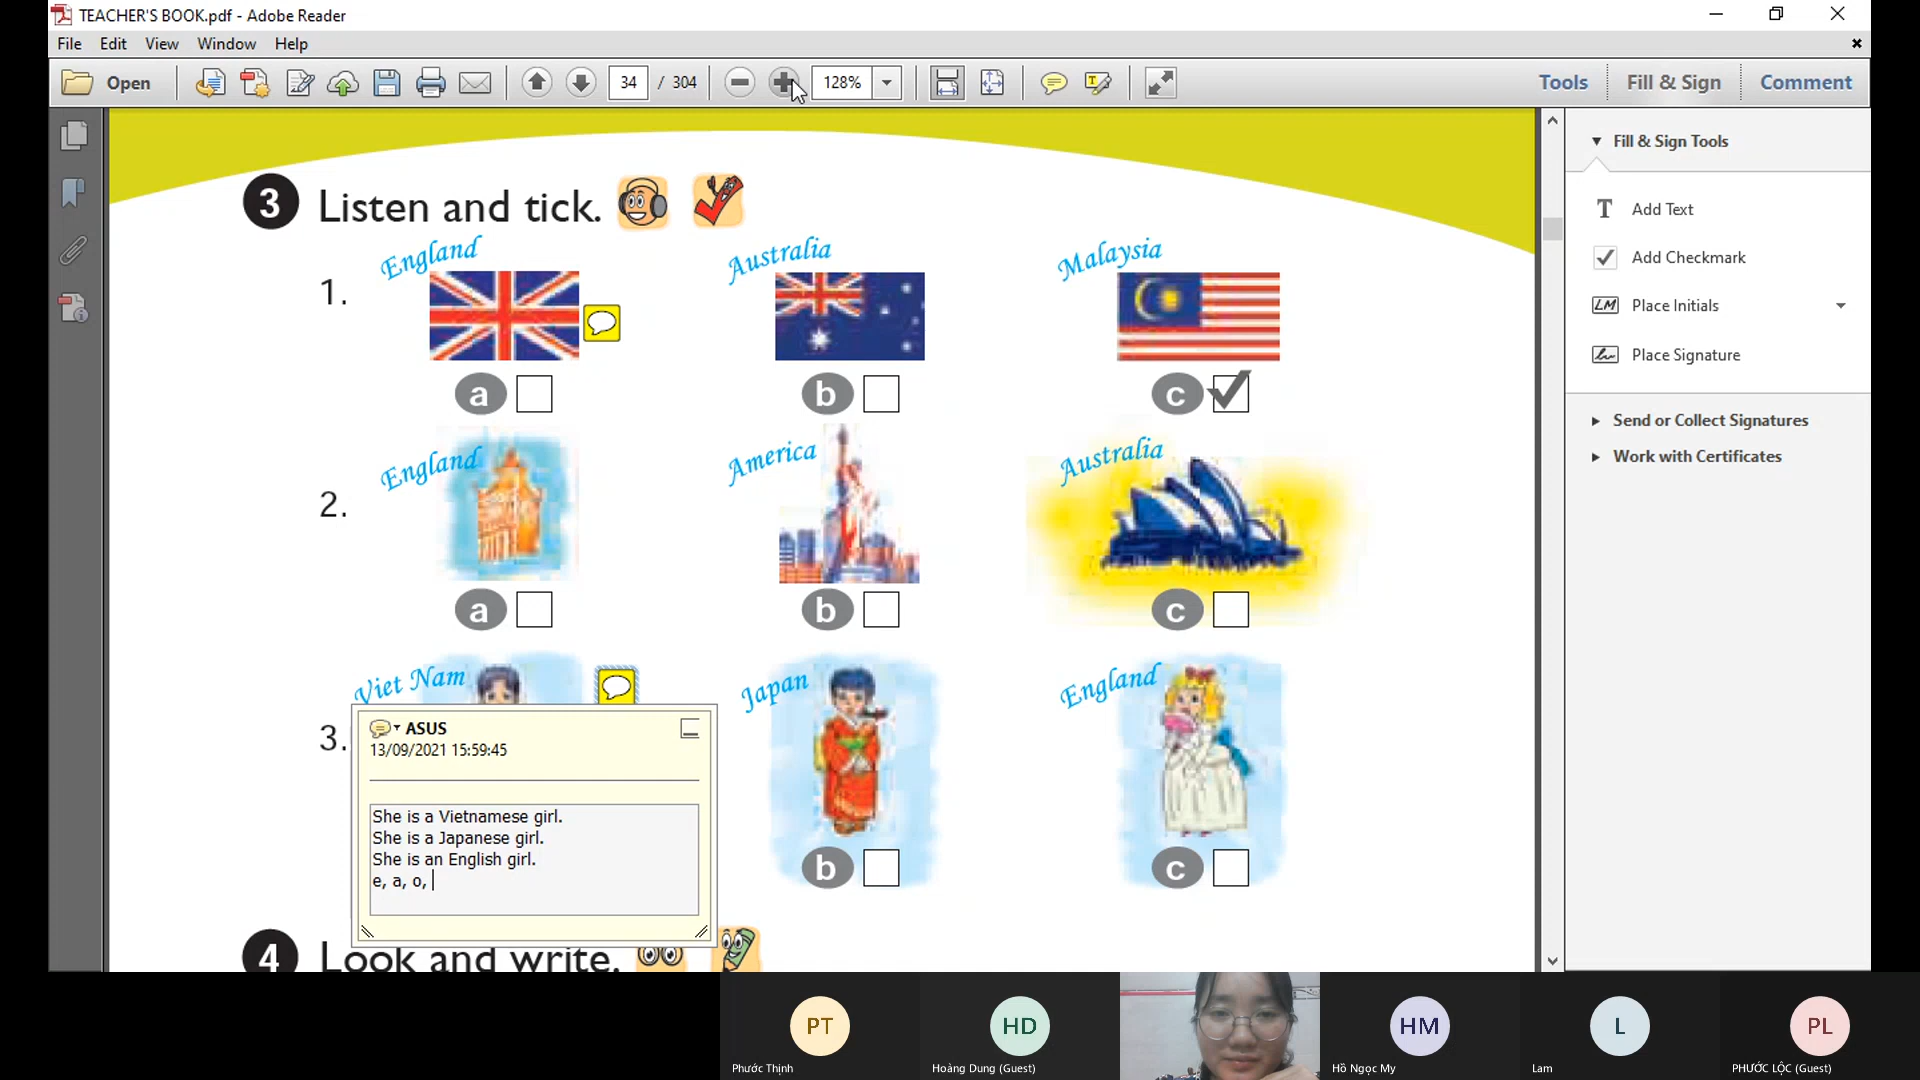 TEACHER'S BOOK.pdf - Adobe Reader
File Edit View Window Help
Open 34 / 304 128% Tools Fill & Sign Comment
Fill & Sign Tools
T Add Text
Add Checkmark
LM Place Initials
Place Signature
Send or Collect Signatures
Work with Certificates
3 Listen and tick.
England Australia Malaysia
1.
a b c
England America Australia
2.
a b c
Viet Nam Japan England
3.
b c
ASUS
13/09/2021 15:59:45
She is a Vietnamese girl.
She is a Japanese girl.
She is an English girl.
e, a, o,
4 Look and write.
PT HD HM L PL
Phước Thịnh Hoàng Dung (Guest) Hồ Ngọc My Lam PHƯỚC LỘC (Guest)